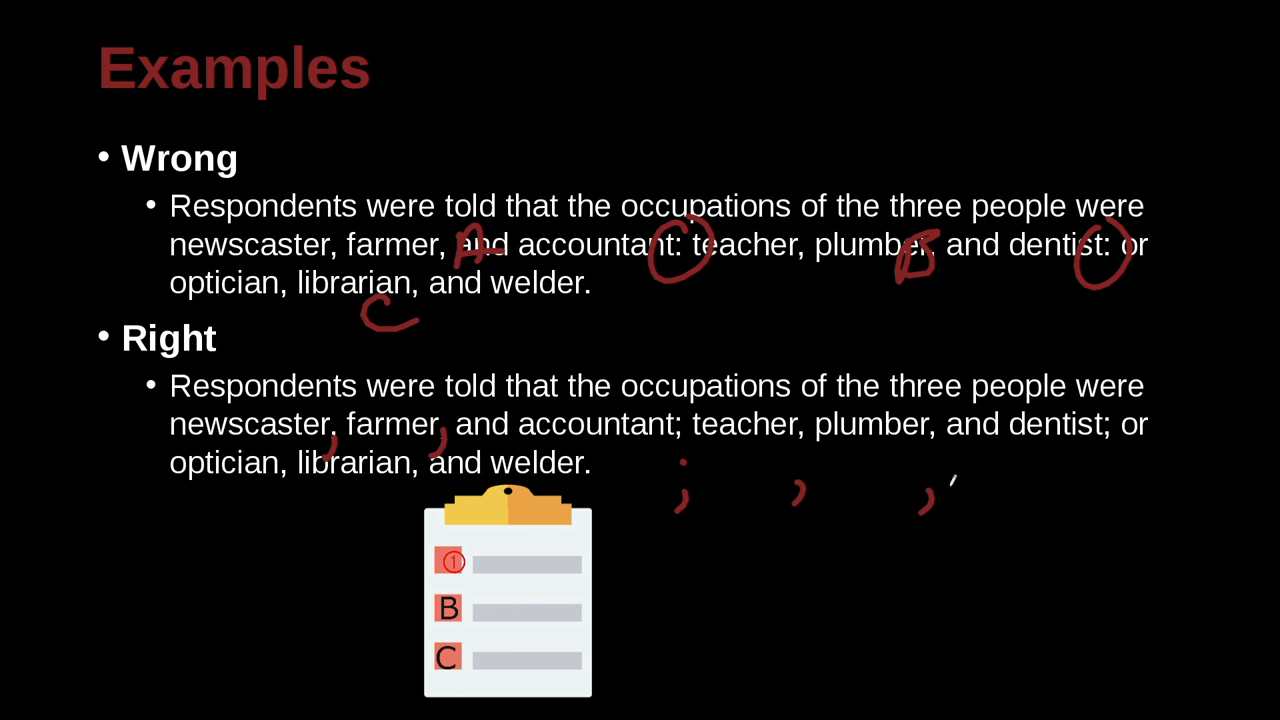 Examples
• Wrong
• Respondents were told that the occupations of the three people were
newscaster, farmer, and accountant: teacher, plumber, and dentist: or
optician, librarian, and welder.
A B
C
• Right
• Respondents were told that the occupations of the three people were
newscaster, farmer, and accountant; teacher, plumber, and dentist; or
optician, librarian, and welder.
, , ; , ,
①
B
C